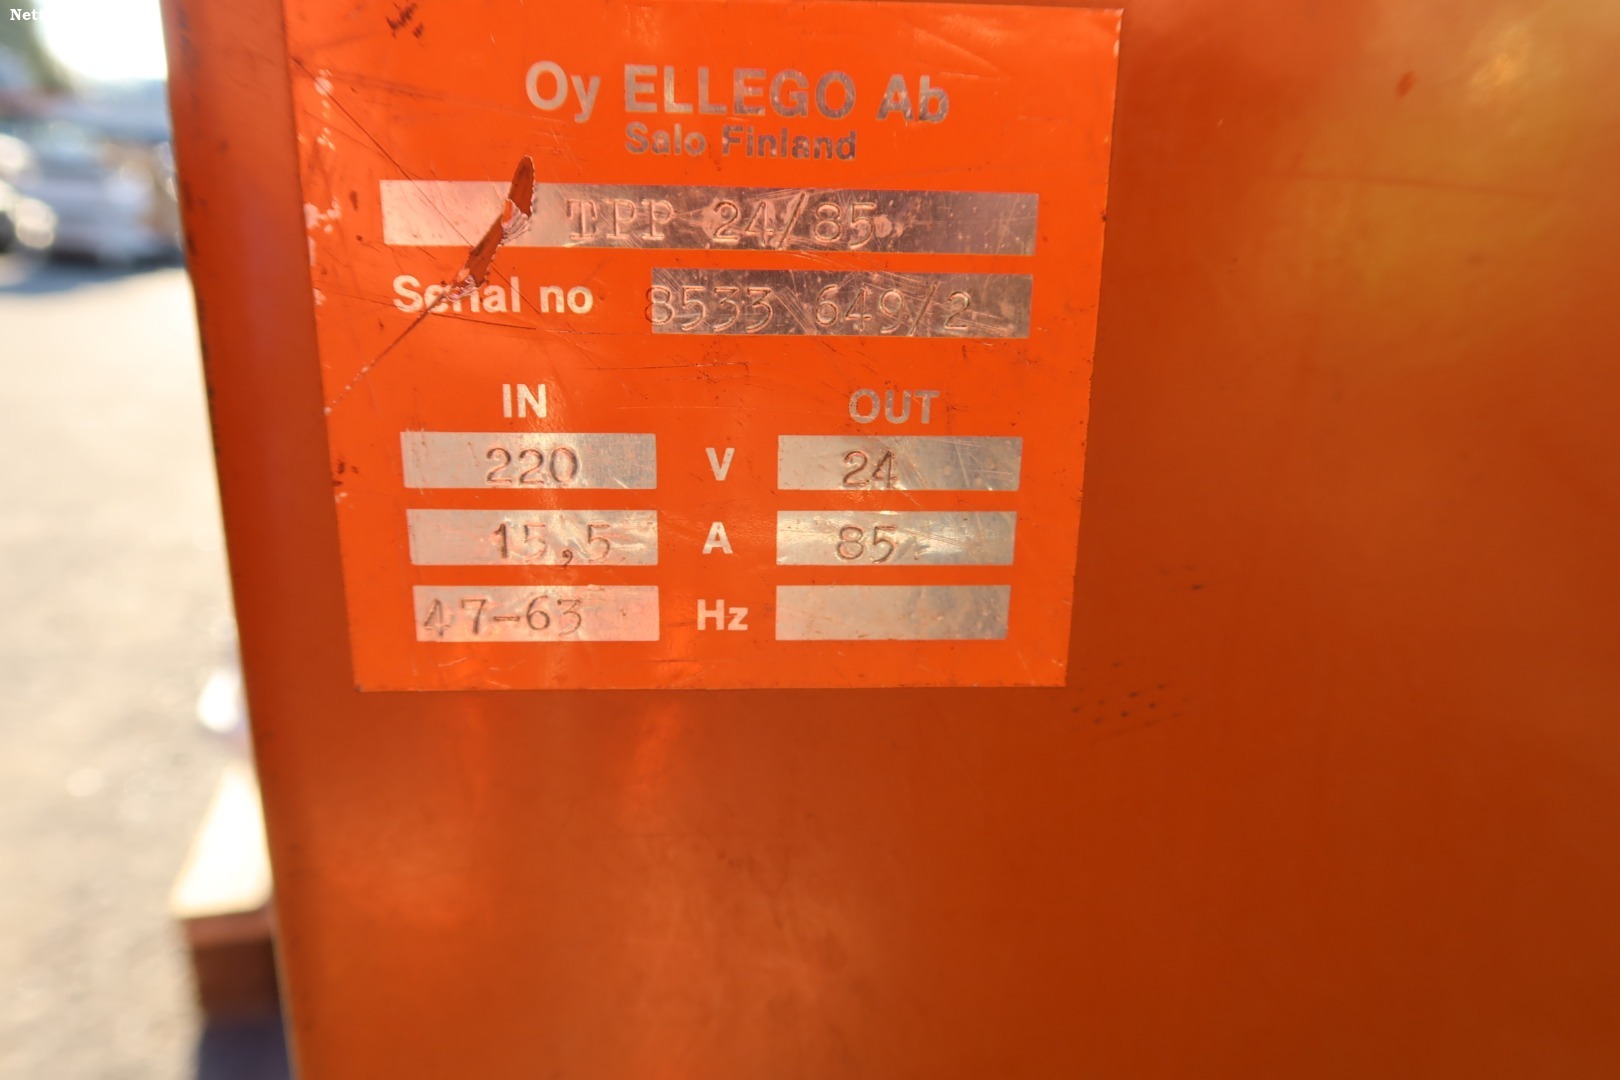 Nett
Oy ELLEGO Ab
Salo Finland
TPP 24/85
Serial no 8533 649/2
IN OUT
220 V 24
15,5 A 85
47-63 Hz